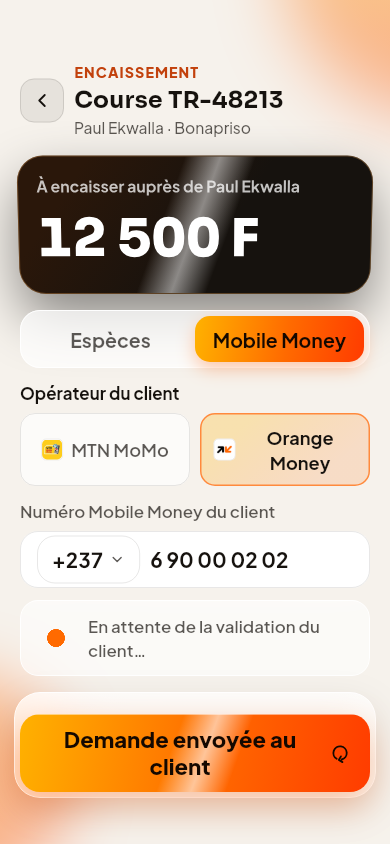 ENCAISSEMENT
Course TR-48213
Paul Ekwalla · Bonapriso
À encaisser auprès de Paul Ekwalla
12 500 F
Espèces
Mobile Money
Opérateur du client
MTN MoMo
Orange
Money
Numéro Mobile Money du client
+237
6 90 00 02 02
En attente de la validation du
client…
Demande envoyée au
client